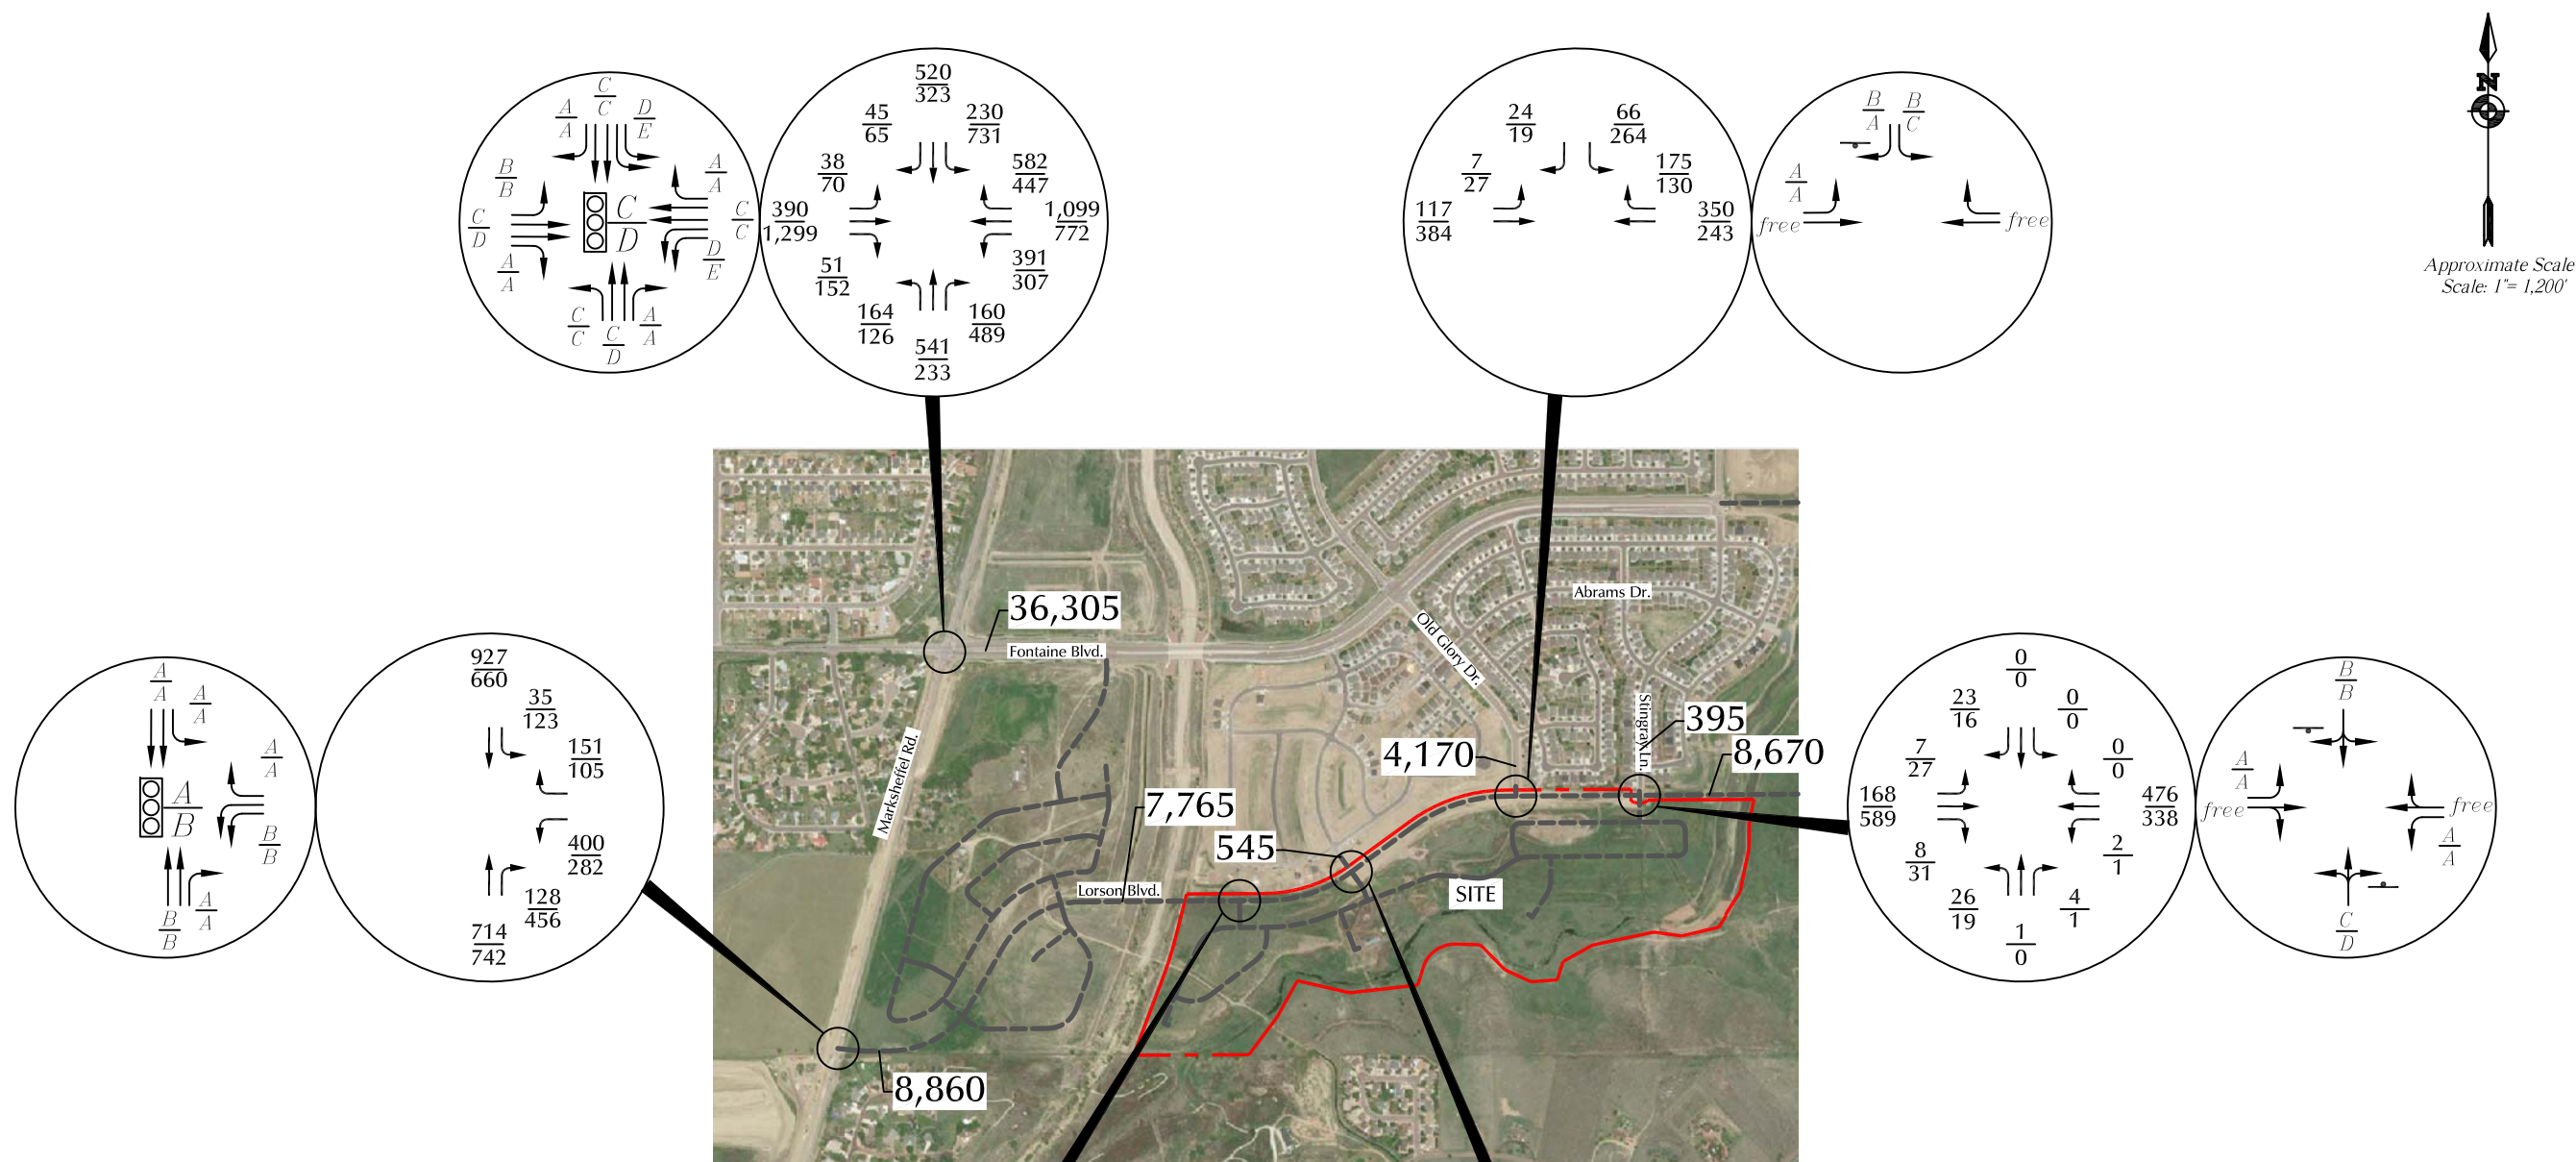 N
Approximate Scale
Scale: 1"= 1,200'
A
A
C
C
D
E
B
B
C
D
A
A
C
D
A
A
C
C
D
E
C
C
C
D
A
A
520
323
45
65
230
731
38
70
582
447
390
1,299
1,099
772
51
152
391
307
164
126
160
489
541
233
24
19
66
264
7
27
175
130
117
384
350
243
B
A
B
C
A
A
free
free
A
A
A
A
A
A
A
B
B
B
B
B
A
A
927
660
35
123
151
105
400
282
128
456
714
742
36,305
Fontaine Blvd.
Abrams Dr.
Old Glory Dr.
Stingray Ln.
Marksheffel Rd.
395
4,170
8,670
7,765
545
Lorson Blvd.
SITE
8,860
0
0
23
16
0
0
7
27
0
0
168
589
476
338
8
31
2
1
26
19
4
1
1
0
B
B
A
A
free
free
A
A
C
D